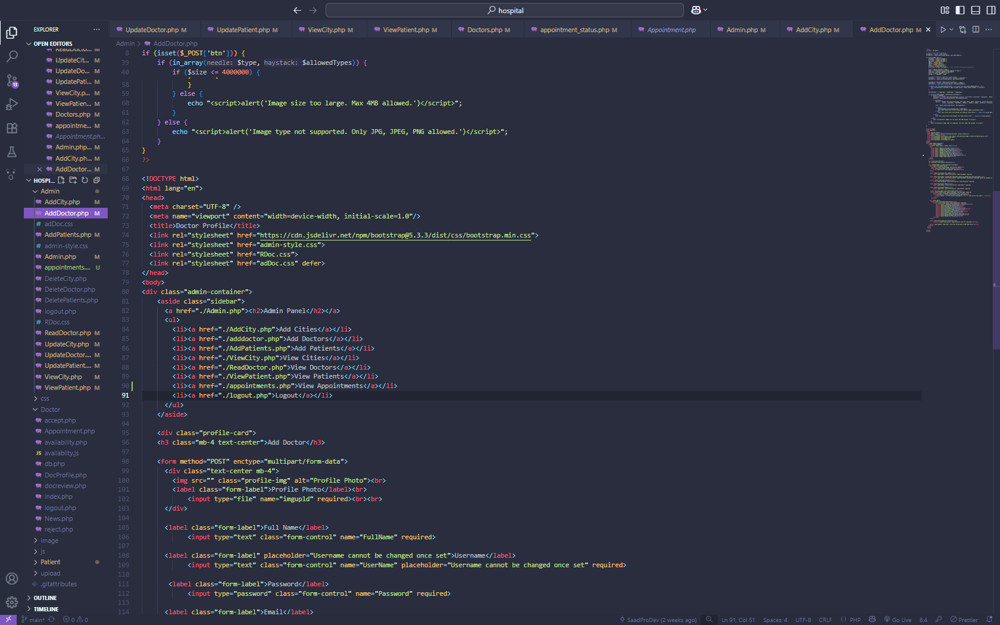 hospital
EXPLORER
UpdateDoctor.php M
UpdatePatient.php M
ViewCity.php M
ViewPatient.php M
Doctors.php M
appointment_status.php M
Appointment.php
Admin.php M
AddCity.php M
AddDoctor.php M
OPEN EDITORS
ReadDoctor... M
UpdateCit... M
UpdateDo... M
UpdatePati... M
ViewCity.p... M
ViewPatien... M
Doctors.php M
appointme... M
Appointment.ph...
Admin.php... M
AddCity.ph... M
AddDoctor... M
HOSPI...
Admin
AddCity.php M
AddDoctor.php M
# adDoc.css
AddPatients.php M
# admin-style.css
Admin.php M
appointments.... U
DeleteCity.php
DeleteDoctor.php
DeletePatients.php
logout.php
# RDoc.css
ReadDoctor.php M
UpdateCity.php M
UpdateDoctor.... M
UpdatePatient.... M
ViewCity.php M
ViewPatient.php M
css
Doctor
accept.php
Appointment.php
availability.php
JS availabilty.js
db.php
DocProfile.php
docreview.php
index.php
logout.php
News.php
reject.php
image
js
Patient
upload
.gitattributes
OUTLINE
TIMELINE
Admin > AddDoctor.php
8 if (isset($_POST['btn'])) {
39 if (in_array(needle: $type, haystack: $allowedTypes)) {
40 if ($size <= 4000000) {
58 }
59 } else {
60 echo "<script>alert('Image size too large. Max 4MB allowed.')</script>";
61 }
62 } else {
63 echo "<script>alert('Image type not supported. Only JPG, JPEG, PNG allowed.')</script>";
64 }
65 }
66 ?>
67
68 <!DOCTYPE html>
69 <html lang="en">
70 <head>
71 <meta charset="UTF-8" />
72 <meta name="viewport" content="width=device-width, initial-scale=1.0"/>
73 <title>Doctor Profile</title>
74 <link rel="stylesheet" href="https://cdn.jsdelivr.net/npm/bootstrap@5.3.3/dist/css/bootstrap.min.css">
75 <link rel="stylesheet" href="admin-style.css">
76 <link rel="stylesheet" href="RDoc.css">
77 <link rel="stylesheet" href="adDoc.css" defer>
78 </head>
79 <body>
80 <div class="admin-container">
81 <aside class="sidebar">
82 <a href="./Admin.php"><h2>Admin Panel</h2></a>
83 <ul>
84 <li><a href="./AddCity.php">Add Cities</a></li>
85 <li><a href="./adddoctor.php">Add Doctors</a></li>
86 <li><a href="./AddPatients.php">Add Patients</a></li>
87 <li><a href="./ViewCity.php">View Cities</a></li>
88 <li><a href="./ReadDoctor.php">View Doctors</a></li>
89 <li><a href="./ViewPatient.php">View Patients</a></li>
90 <li><a href="./appointments.php">View Appointments</a></li>
91 <li><a href="./logout.php">Logout</a></li>
92 </ul>
93 </aside>
94
95 <div class="profile-card">
96 <h3 class="mb-4 text-center">Add Doctor</h3>
97
98 <form method="POST" enctype="multipart/form-data">
99 <div class="text-center mb-4">
100 <img src="" class="profile-img" alt="Profile Photo"><br>
101 <label class="form-label">Profile Photo</label><br>
102 <input type="file" name="imgupld" required><br><br>
103 </div>
104
105 <label class="form-label">Full Name</label>
106 <input type="text" class="form-control" name="FullName" required>
107
108 <label class="form-label" placeholder="Username cannot be changed once set">Username</label>
109 <input type="text" class="form-control" name="UserName" placeholder="Username cannot be changed once set" required>
110
111 <label class="form-label">Password</label>
112 <input type="password" class="form-control" name="Password" required>
113
114 <label class="form-label">Email</label>
13
main*
0 0
SaadProDev (2 weeks ago)
Ln 91, Col 51
Spaces: 4
UTF-8
CRLF
PHP
Go Live
8.4
Prettier